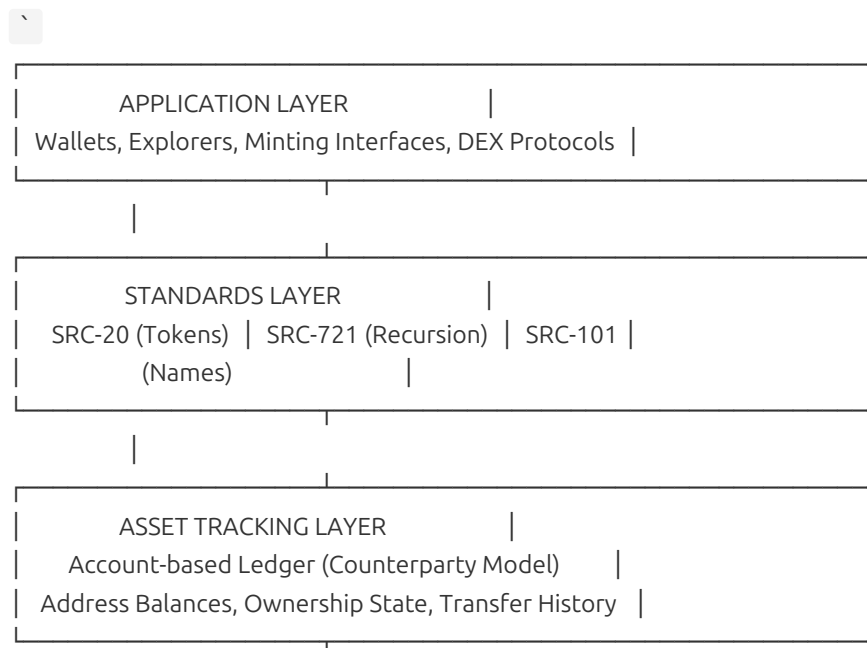 `
┌──────────────────────────────────────
│ APPLICATION LAYER │
│ Wallets, Explorers, Minting Interfaces, DEX Protocols │
└──────────────────┬───────────────────
│
┌──────────────────┴───────────────────
│ STANDARDS LAYER │
│ SRC-20 (Tokens) │ SRC-721 (Recursion) │ SRC-101 │
│ (Names) │
└──────────────────┬───────────────────
│
┌──────────────────┴───────────────────
│ ASSET TRACKING LAYER │
│ Account-based Ledger (Counterparty Model) │
│ Address Balances, Ownership State, Transfer History │
└──────────────────┬───────────────────